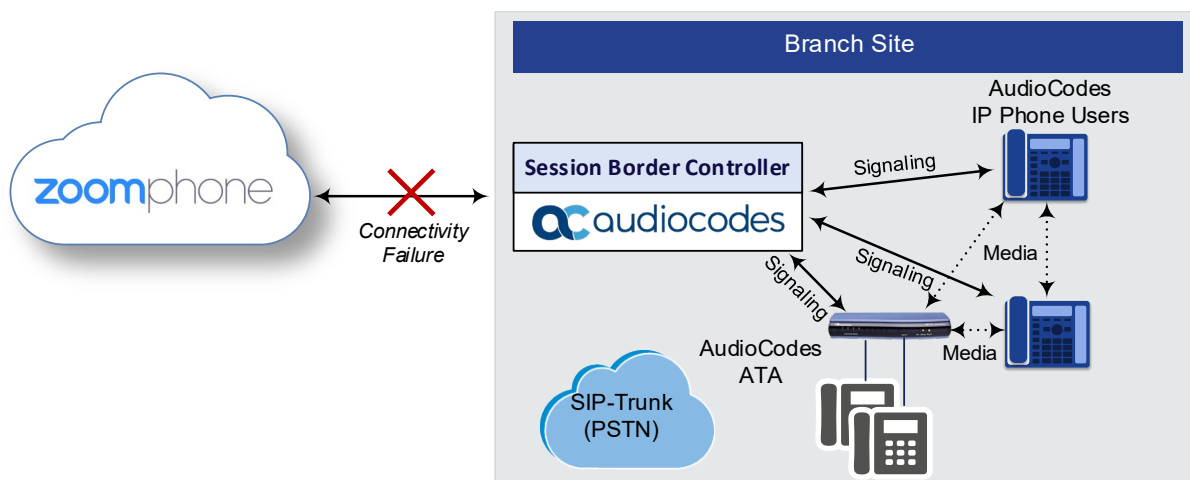 Branch Site
AudioCodes
IP Phone Users
Session Border Controller
audiocodes
zoomphone
Connectivity
Failure
Signaling
Signaling
Signaling
Media
Media
AudioCodes
ATA
SIP-Trunk
(PSTN)